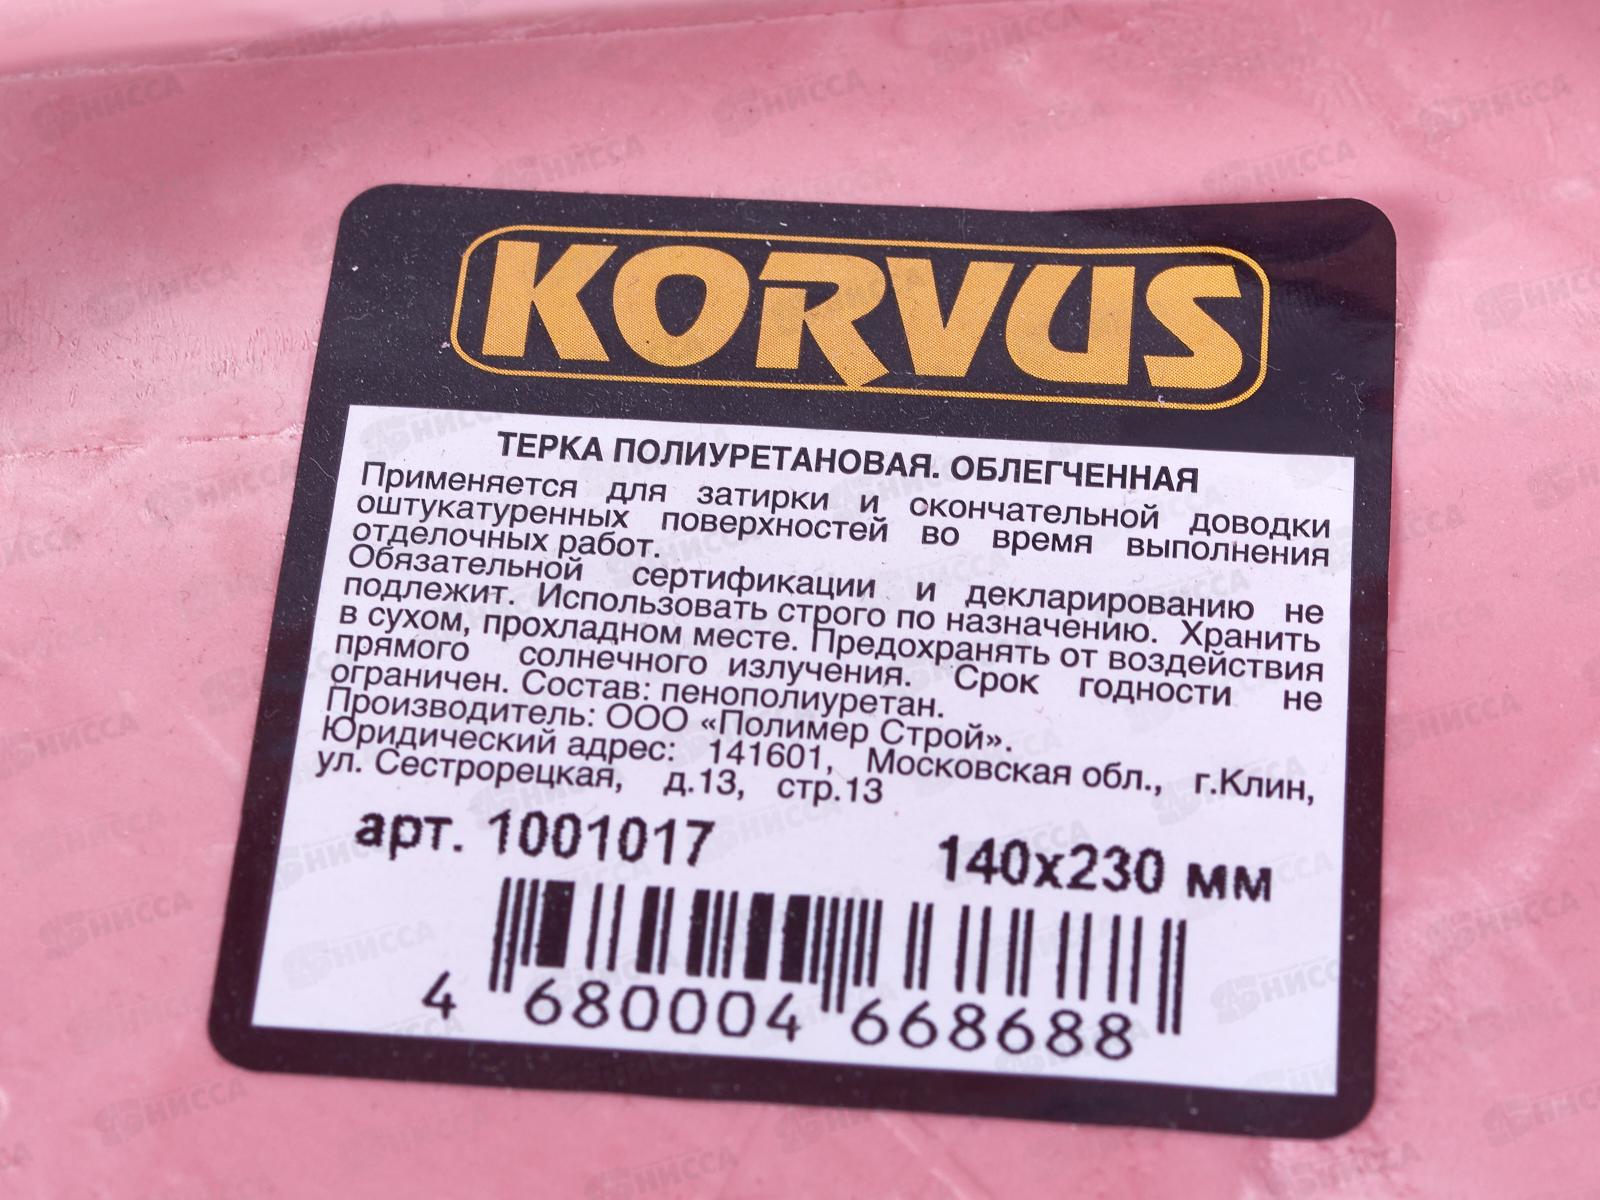 KORVUS
ТЕРКА ПОЛИУРЕТАНОВАЯ. ОБЛЕГЧЕННАЯ
Применяется для затирки и окончательной доводки
оштукатуренных поверхностей во время выполнения
отделочных работ.
Обязательной сертификации и декларированию не
подлежит. Использовать строго по назначению. Хранить
в сухом, прохладном месте. Предохранять от воздействия
прямого солнечного излучения. Срок годности не
ограничен. Состав: пенополиуретан.
Производитель: ООО «Полимер Строй».
Юридический адрес: 141601, Московская обл., г.Клин,
ул. Сестрорецкая, д.13, стр.13
арт. 1001017 140х230 мм
4 680004 668688